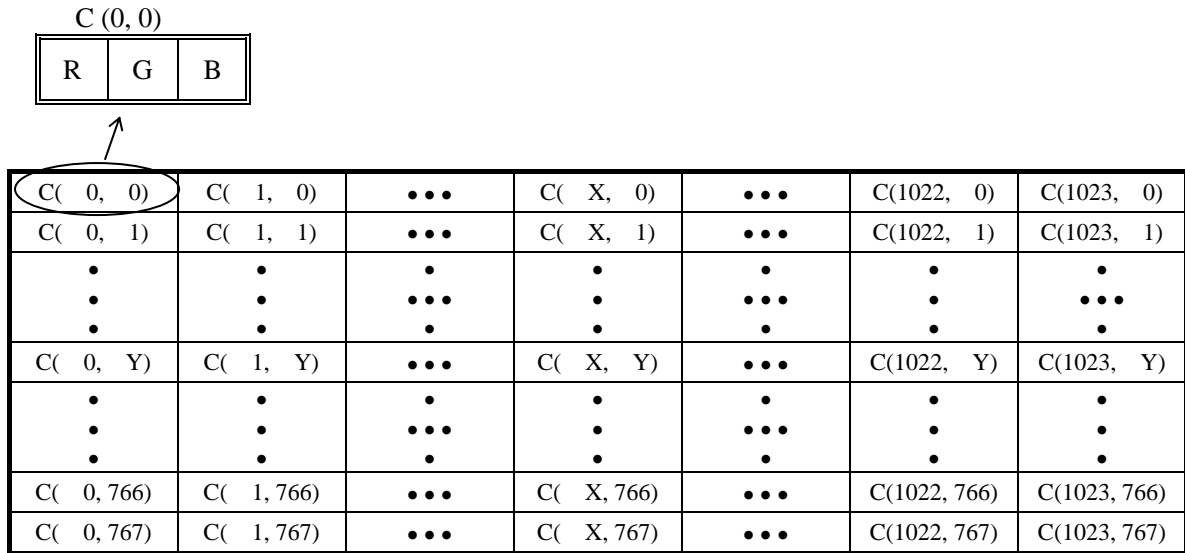 C (0, 0)
R G B
C( 0, 0) C( 1, 0) ••• C( X, 0) ••• C(1022, 0) C(1023, 0)
C( 0, 1) C( 1, 1) ••• C( X, 1) ••• C(1022, 1) C(1023, 1)
• • • • • • •
• • ••• • ••• • •••
• • • • • • •
C( 0, Y) C( 1, Y) ••• C( X, Y) ••• C(1022, Y) C(1023, Y)
• • • • • • •
• • ••• • ••• • •
• • • • • • •
C( 0, 766) C( 1, 766) ••• C( X, 766) ••• C(1022, 766) C(1023, 766)
C( 0, 767) C( 1, 767) ••• C( X, 767) ••• C(1022, 767) C(1023, 767)